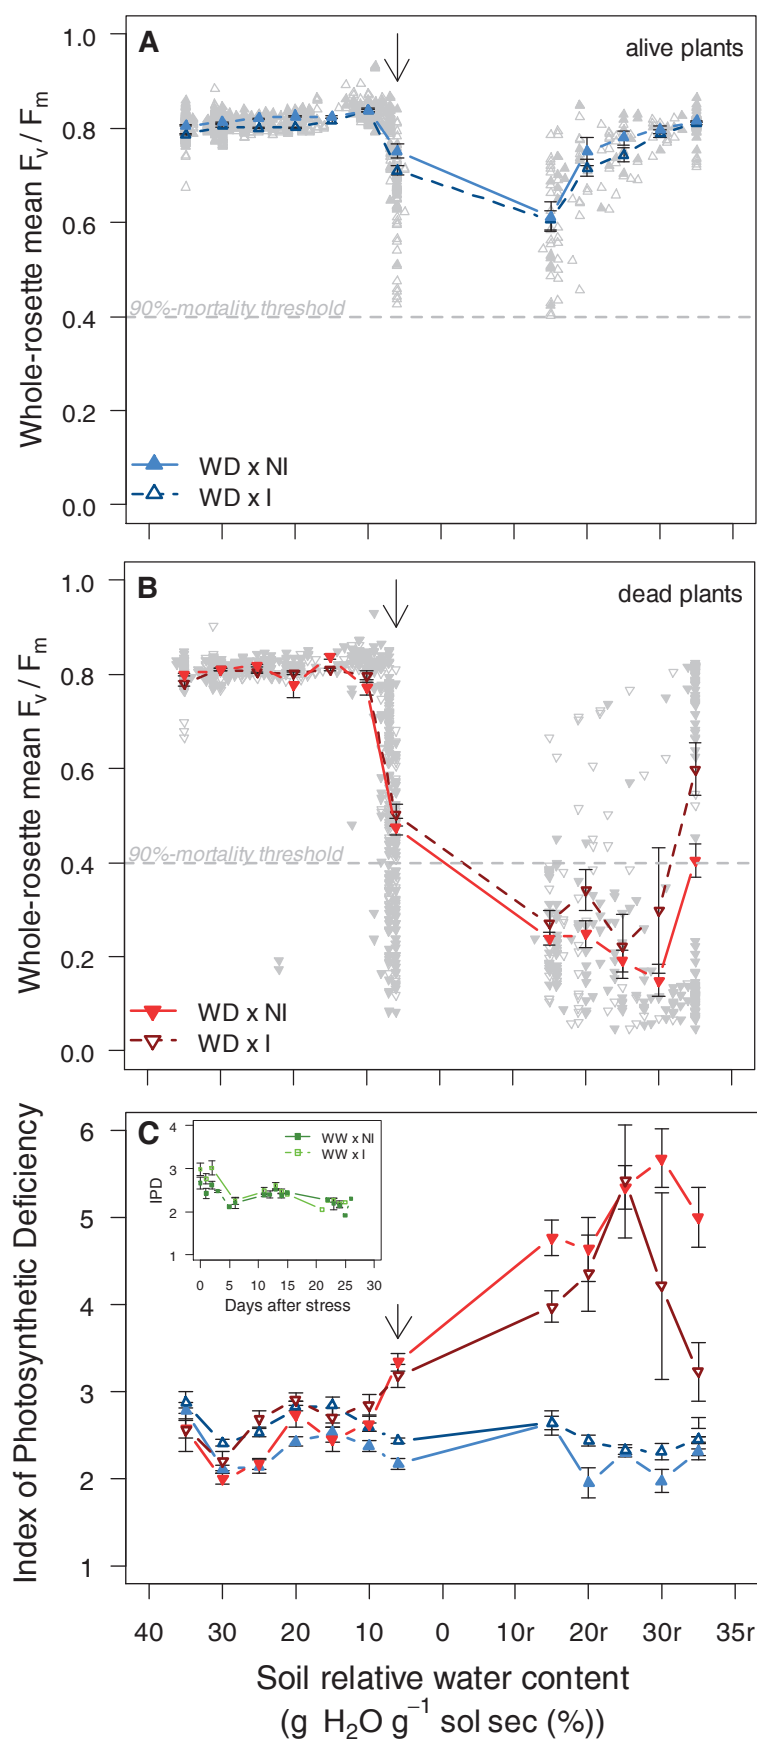 A
alive plants
1.0
0.8
0.6
0.4
0.2
0.0
Whole-rosette mean Fv / Fm
90%-mortality threshold
WD x NI
WD x I
B
dead plants
1.0
0.8
0.6
0.4
0.2
0.0
Whole-rosette mean Fv / Fm
90%-mortality threshold
WD x NI
WD x I
C
6
5
4
3
2
1
Index of Photosynthetic Deficiency
4
3
2
1
IPD
WW x NI
WW x I
0 5 10 15 20 25 30
Days after stress
40 30 20 10 0 10r 20r 30r 35r
Soil relative water content
(g H2O g−1 sol sec (%))